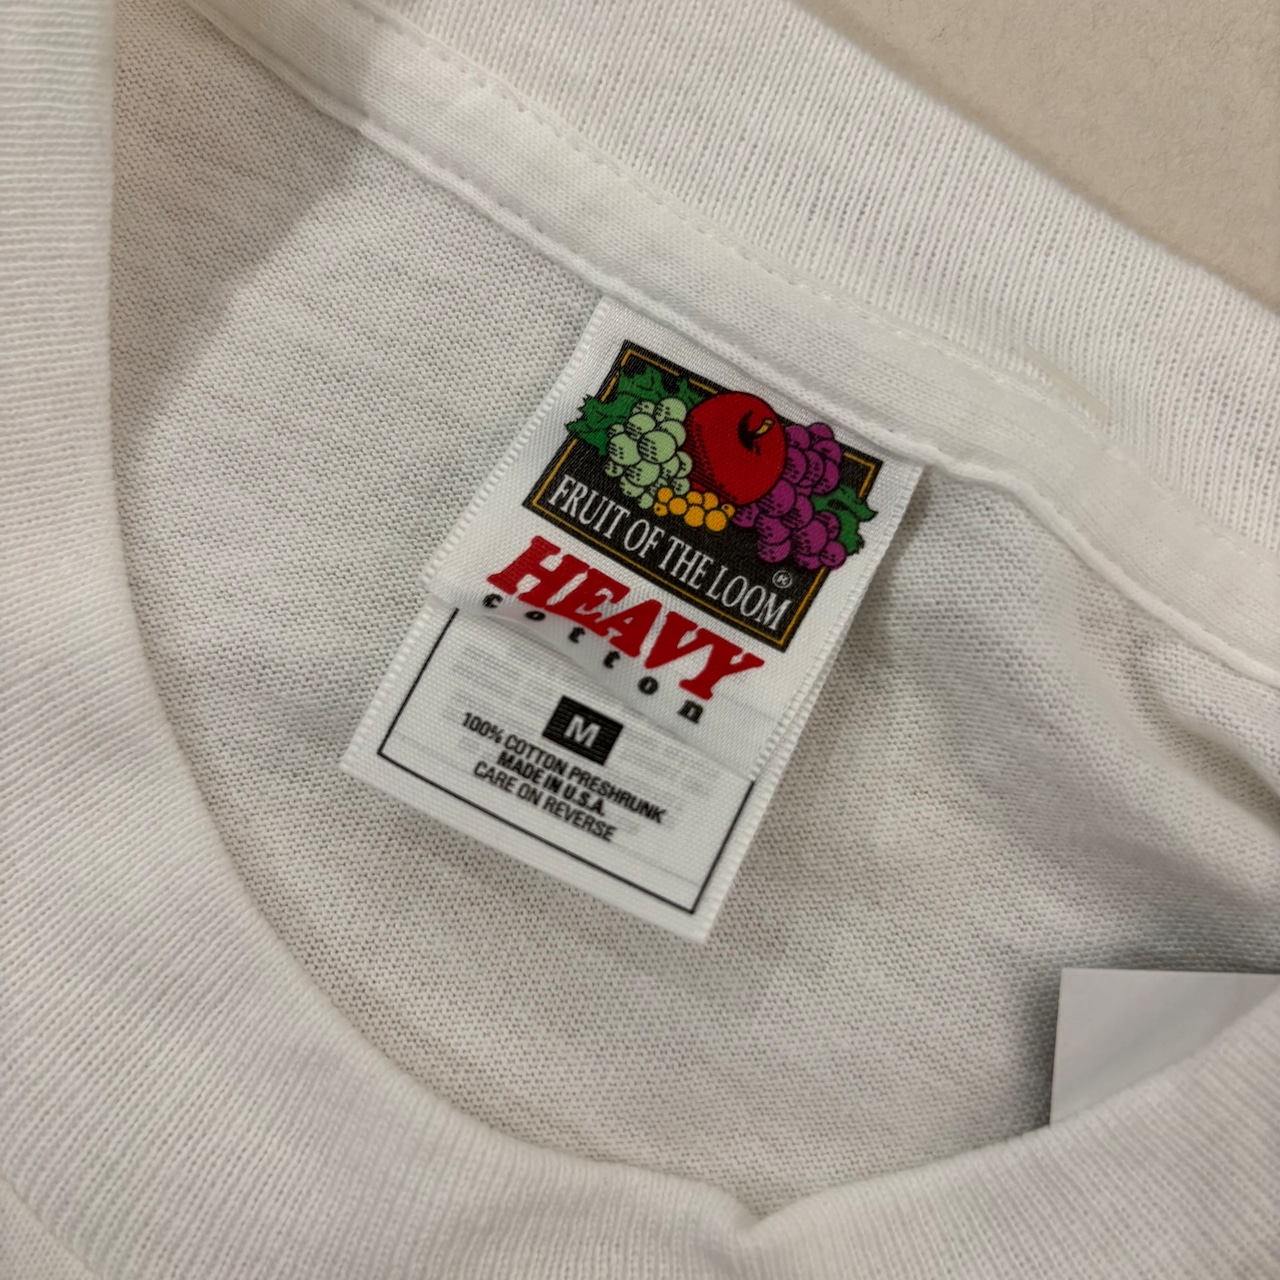 FRUIT OF THE LOOM ®
HEAVY
cotton
M
100% COTTON PRESHRUNK
MADE IN U.S.A.
CARE ON REVERSE